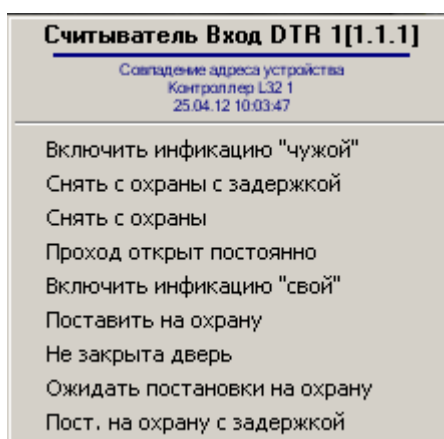 Считыватель Вход DTR 1[1.1.1]
Совпадение адреса устройства
Контроллер L32 1
25.04.12 10:03:47
Включить инфикацию "чужой"
Снять с охраны с задержкой
Снять с охраны
Проход открыт постоянно
Включить инфикацию "свой"
Поставить на охрану
Не закрыта дверь
Ожидать постановки на охрану
Пост. на охрану с задержкой